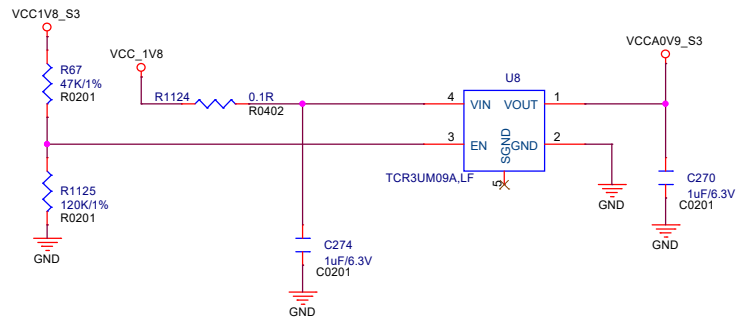 VCC1V8_S3
R67
47K/1%
R0201
VCC_1V8
R1124
0.1R
R0402
R1125
120K/1%
R0201
GND
C274
1uF/6.3V
C0201
GND
U8
4
VIN
VOUT
1
3
EN
SGND
GND
2
5
TCR3UM09A,LF
GND
VCCA0V9_S3
C270
1uF/6.3V
C0201
GND